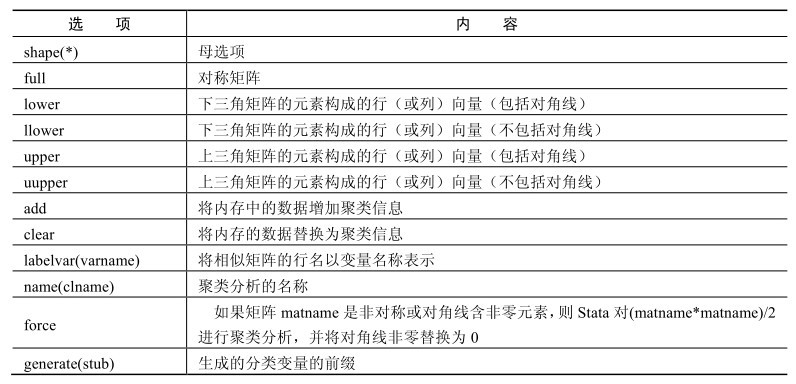 选 项 内 容
shape(*) 母选项
full 对称矩阵
lower 下三角矩阵的元素构成的行（或列）向量（包括对角线）
llower 下三角矩阵的元素构成的行（或列）向量（不包括对角线）
upper 上三角矩阵的元素构成的行（或列）向量（包括对角线）
uupper 上三角矩阵的元素构成的行（或列）向量（不包括对角线）
add 将内存中的数据增加聚类信息
clear 将内存的数据替换为聚类信息
labelvar(varname) 将相似矩阵的行名以变量名称表示
name(clname) 聚类分析的名称
force 如果矩阵 matname 是非对称或对角线含非零元素，则 Stata 对(matname*matname)/2
进行聚类分析，并将对角线非零替换为 0
generate(stub) 生成的分类变量的前缀